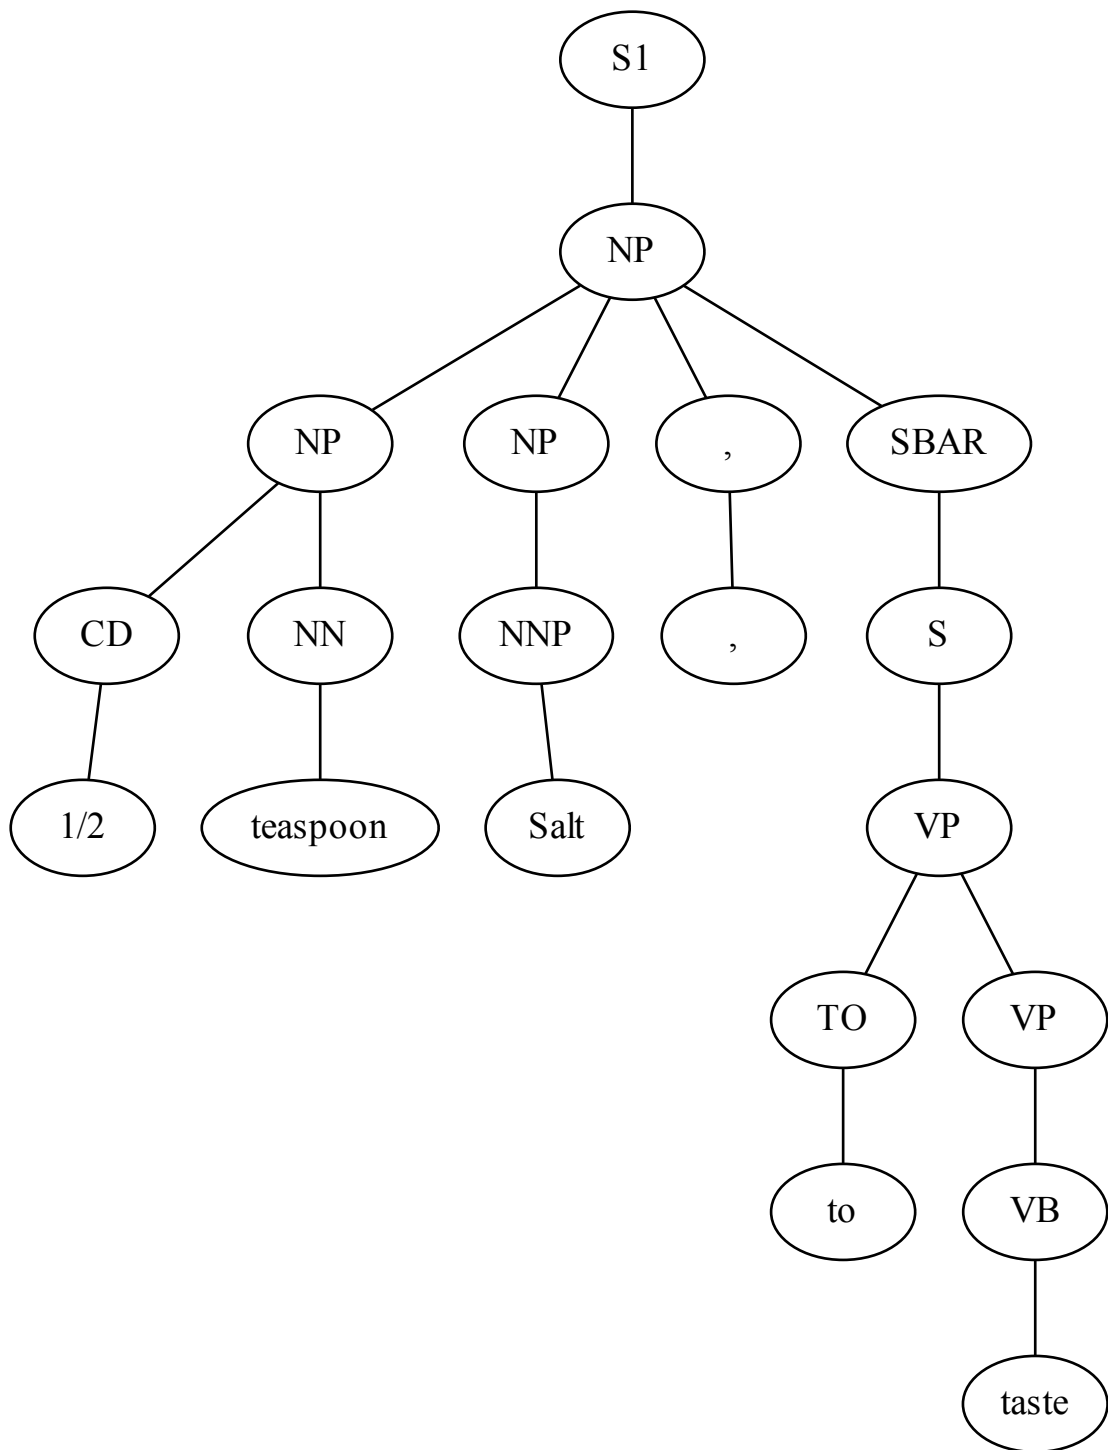 S1
NP
NP NP , SBAR
CD NN NNP , S
1/2 teaspoon Salt VP
TO VP
to VB
taste